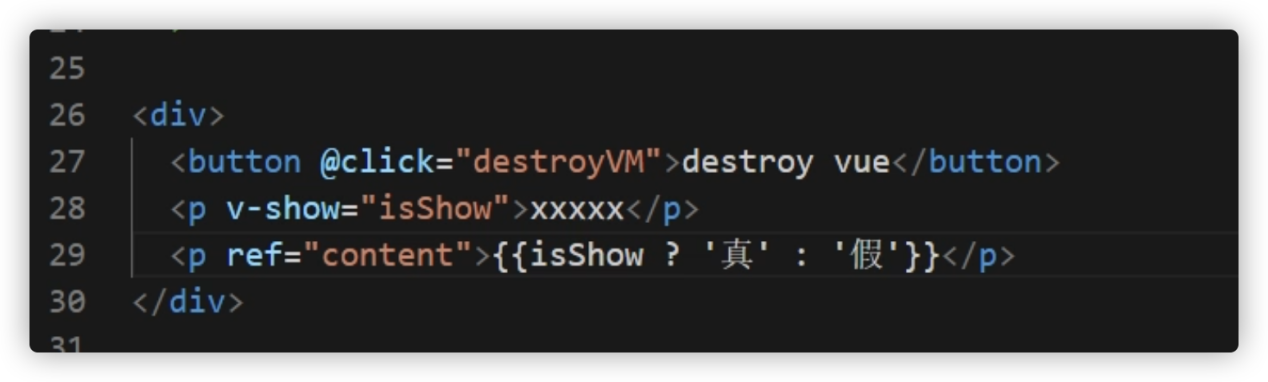 25
26 <div>
27 <button @click="destroyVM">destroy vue</button>
28 <p v-show="isShow">xxxxx</p>
29 <p ref="content">{{isShow ? '真' : '假'}}</p>
30 </div>
31